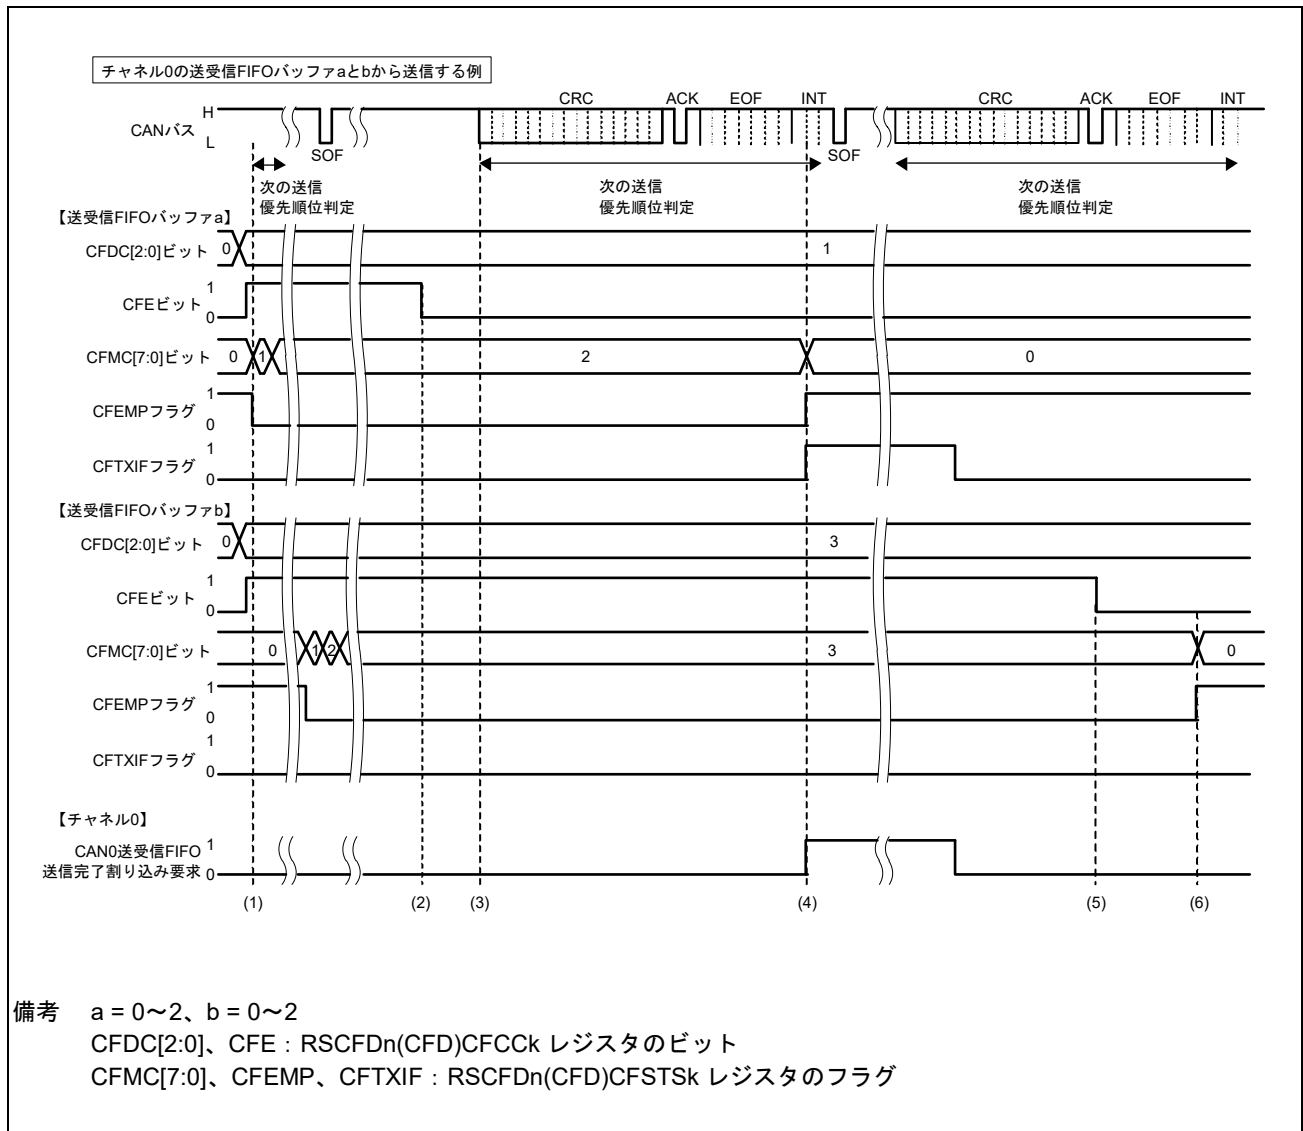 チャネル0の送受信FIFOバッファaとbから送信する例
CRC ACK EOF INT CRC ACK EOF INT
H
CANバス
L
SOF SOF
次の送信 次の送信 次の送信
優先順位判定 優先順位判定 優先順位判定
【送受信FIFOバッファa】
CFDC[2:0]ビット 0 1
1
CFEビット
0
CFMC[7:0]ビット 0 1 2 0
1
CFEMPフラグ
0
1
CFTXIFフラグ
0
【送受信FIFOバッファb】
CFDC[2:0]ビット 0 3
1
CFEビット
0
CFMC[7:0]ビット 0 1 2 3 0
1
CFEMPフラグ
0
1
CFTXIFフラグ
0
【チャネル0】
CAN0送受信FIFO 1
送信完了割り込み要求 0
(1) (2) (3) (4) (5) (6)
備考 a = 0～2、b = 0～2
CFDC[2:0]、CFE：RSCFDn(CFD)CFCCk レジスタのビット
CFMC[7:0]、CFEMP、CFTXIF：RSCFDn(CFD)CFSTSk レジスタのフラグ